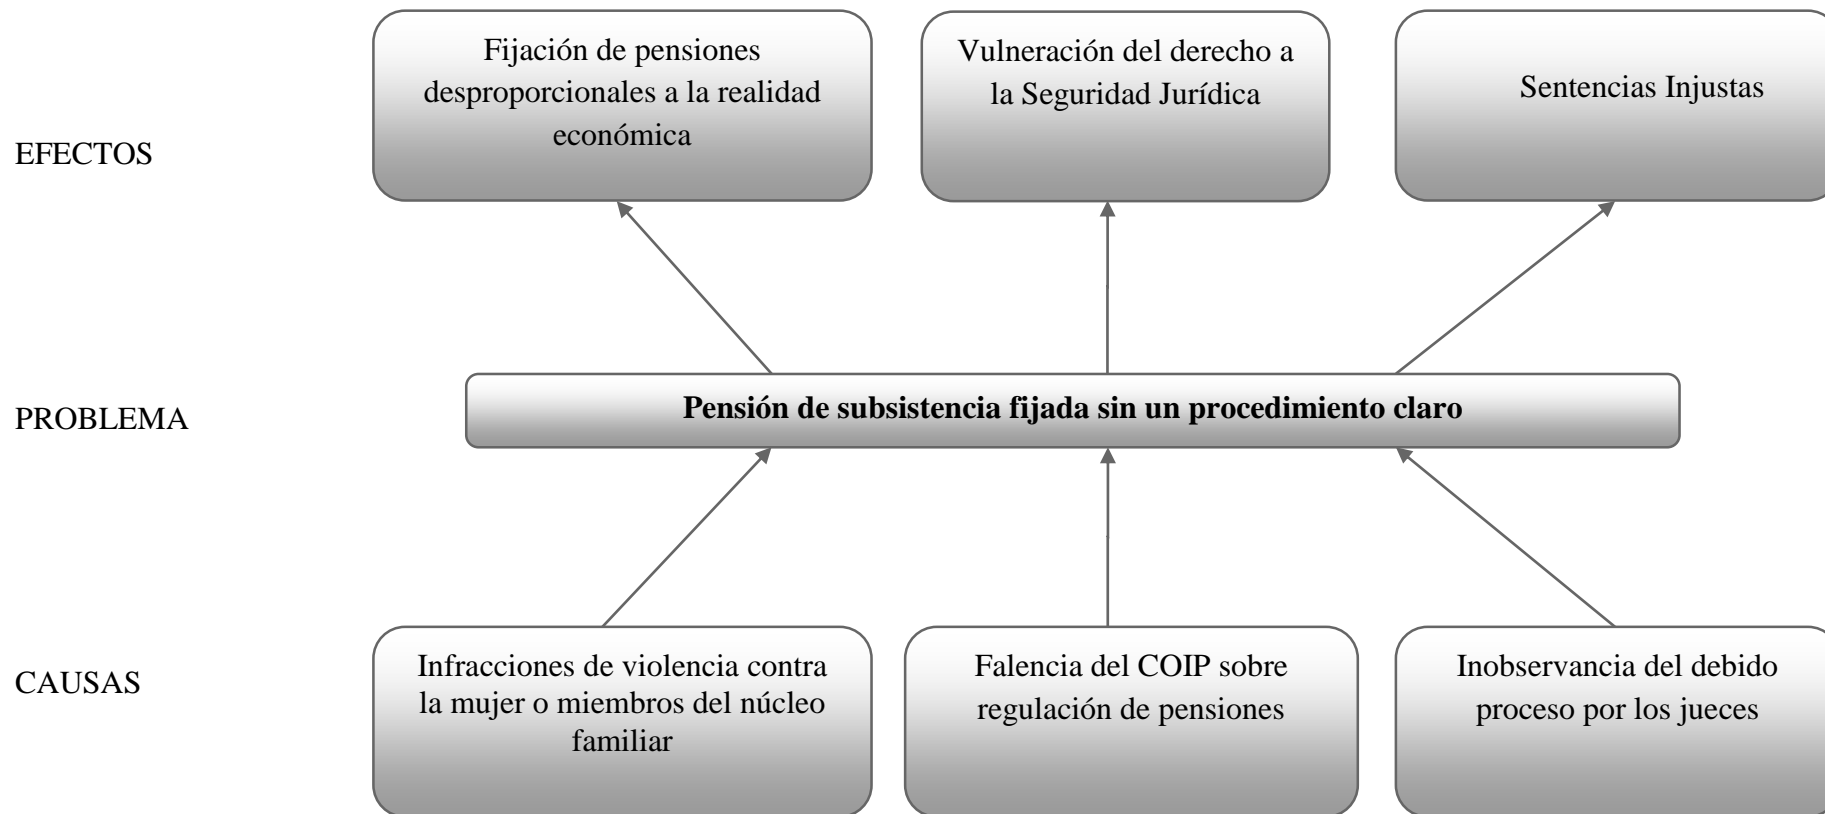 Fijación de pensiones
desproporcionales a la realidad
económica
Vulneración del derecho a
la Seguridad Jurídica
Sentencias Injustas
EFECTOS
Pensión de subsistencia fijada sin un procedimiento claro
PROBLEMA
Infracciones de violencia contra
la mujer o miembros del núcleo
familiar
Falencia del COIP sobre
regulación de pensiones
Inobservancia del debido
proceso por los jueces
CAUSAS